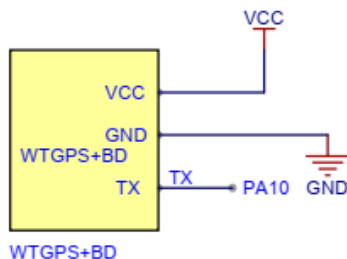 VCC
VCC
GND
WTGPS+BD
TX TX PA10 GND
WTGPS+BD